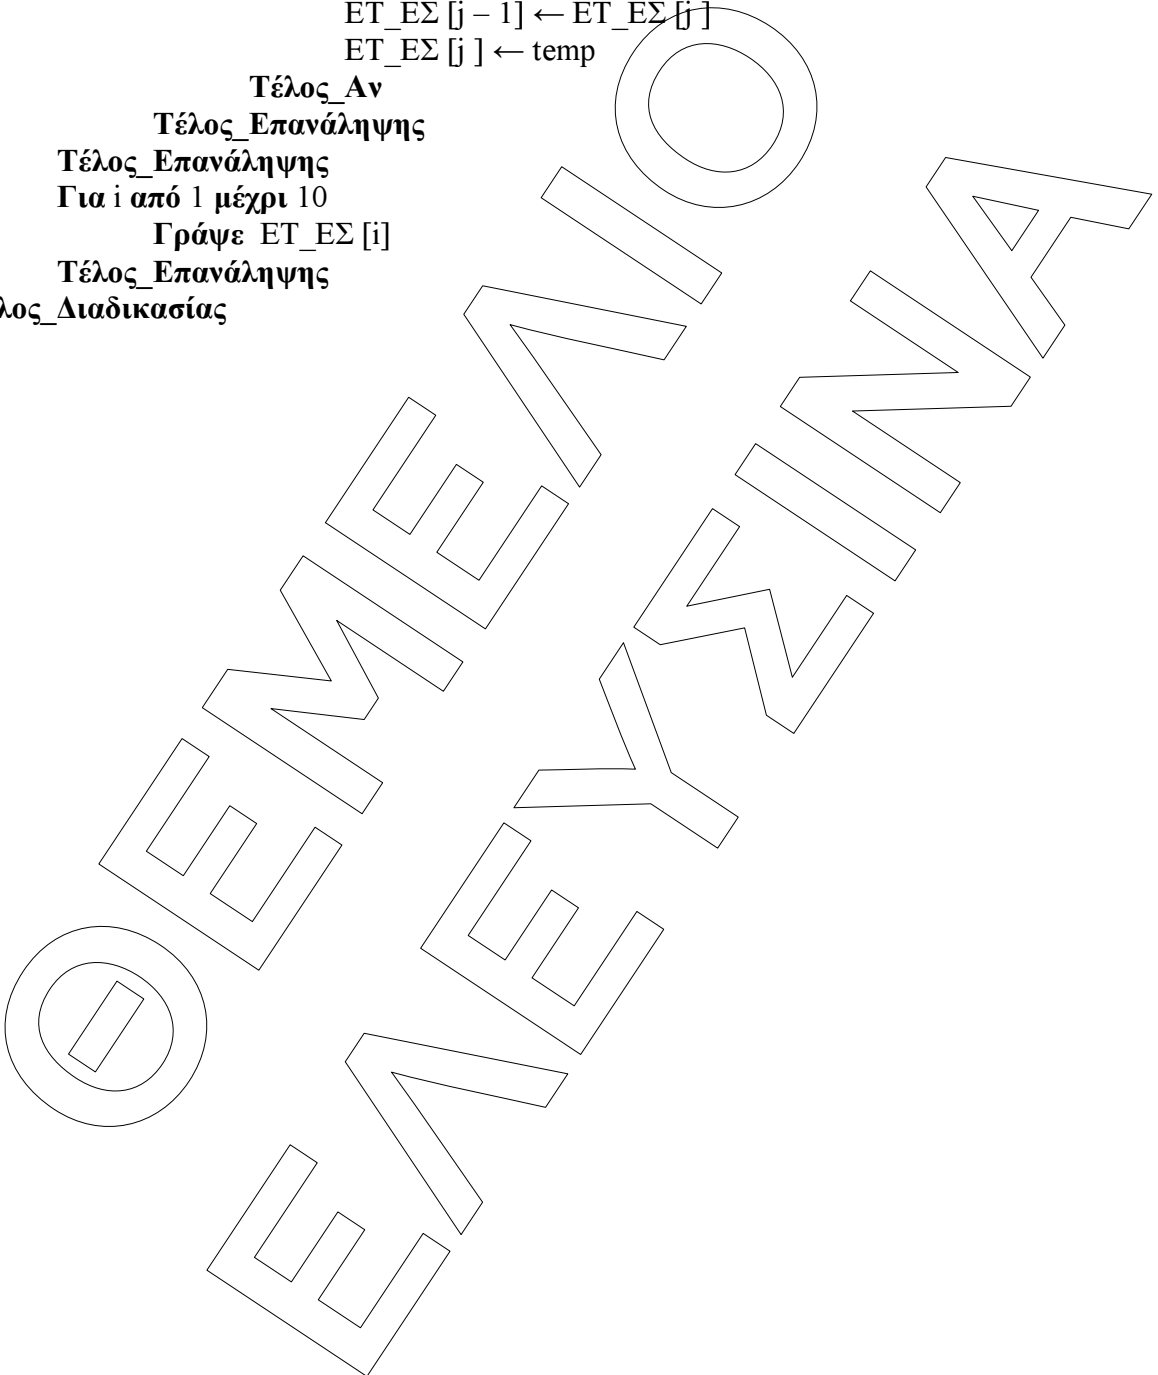 ΕΤ_ΕΣ [j – 1] ← ΕΤ_ΕΣ [j ]
ΕΤ_ΕΣ [j ] ← temp
Τέλος_Αν
Τέλος_Επανάληψης
Τέλος_Επανάληψης
Για i από 1 μέχρι 10
Γράψε ΕΤ_ΕΣ [i]
Τέλος_Επανάληψης
λος_Διαδικασίας
ΘΕΜΕΛΙΟ
ΕΛΕΥΣΙΝΑ